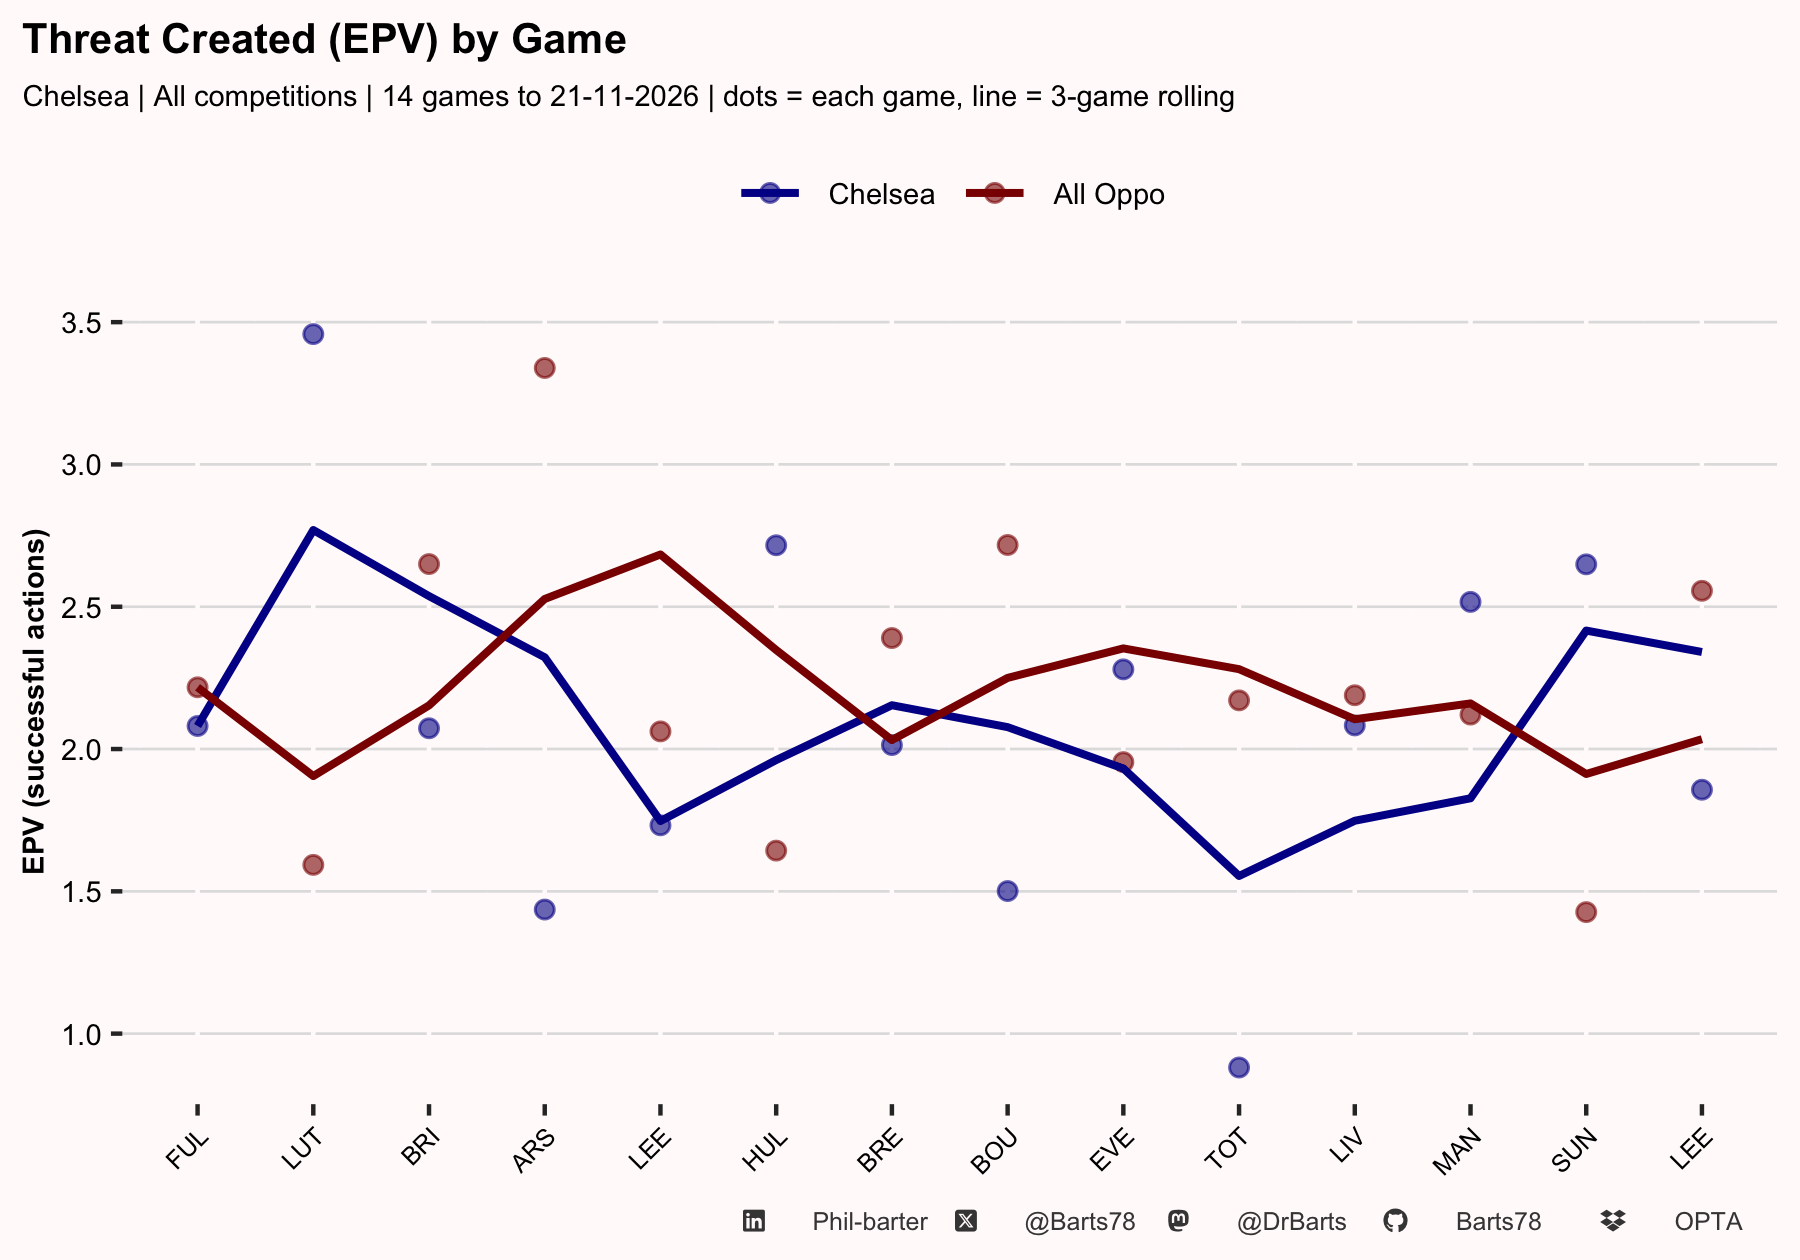 Threat Created (EPV) by Game
Chelsea | All competitions | 14 games to 21-11-2026 | dots = each game, line = 3-game rolling
Chelsea All Oppo
EPV (successful actions)
3.5
3.0
2.5
2.0
1.5
1.0
FUL LUT BRI ARS LEE HUL BRE BOU EVE TOT LIV MAN SUN LEE
Phil-barter @Barts78 @DrBarts Barts78 OPTA